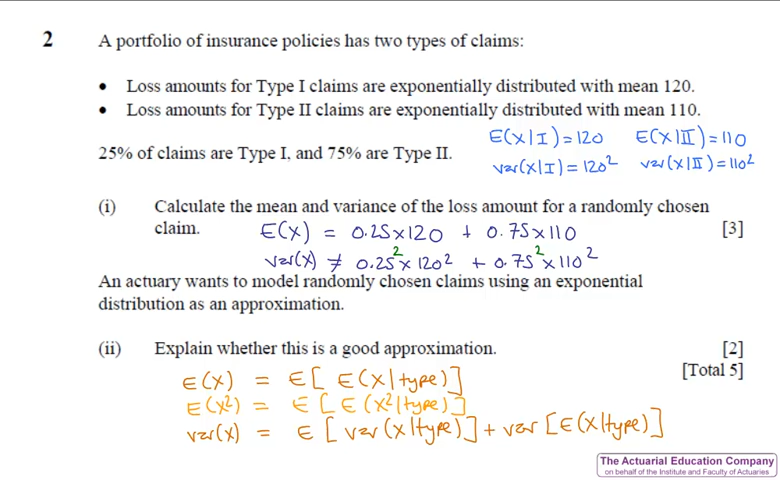 2 A portfolio of insurance policies has two types of claims:
• Loss amounts for Type I claims are exponentially distributed with mean 120.
• Loss amounts for Type II claims are exponentially distributed with mean 110.
E(X|I) = 120 E(X|II) = 110
25% of claims are Type I, and 75% are Type II.
var(X|I) = 120² var(X|II) = 110²
(i) Calculate the mean and variance of the loss amount for a randomly chosen
claim. [3]
E(X) = 0.25×120 + 0.75×110
var(X) ≠ 0.25²×120² + 0.75²×110²
An actuary wants to model randomly chosen claims using an exponential
distribution as an approximation.
(ii) Explain whether this is a good approximation. [2]
[Total 5]
E(X) = E[E(X|type)]
E(X²) = E[E(X²|type)]
var(X) = E[var(X|type)] + var[E(X|type)]
The Actuarial Education Company
on behalf of the Institute and Faculty of Actuaries